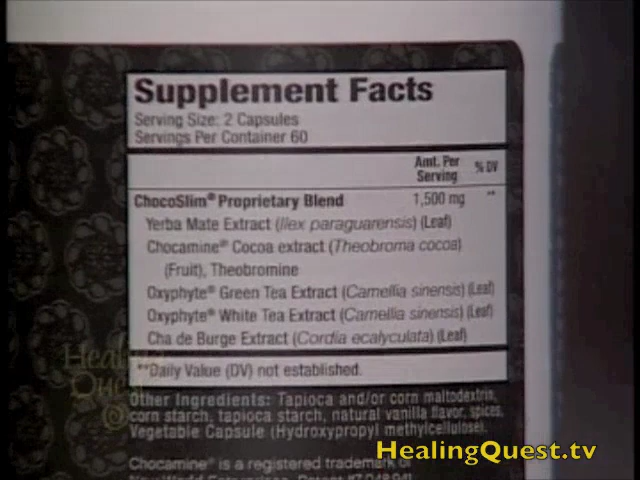 Supplement Facts
Serving Size: 2 Capsules
Servings Per Container 60
Amt. Per Serving % DV
ChocoSlim® Proprietary Blend 1,500 mg **
Yerba Mate Extract (Ilex paraguarensis) (Leaf)
Chocamine® Cocoa extract (Theobroma cocoa)
(Fruit), Theobromine
Oxyphyte® Green Tea Extract (Camellia sinensis) (Leaf)
Oxyphyte® White Tea Extract (Camellia sinensis) (Leaf)
Cha de Burge Extract (Cordia ecalyculata) (Leaf)
**Daily Value (DV) not established.
Other Ingredients: Tapioca and/or corn maltodextrin,
corn starch, tapioca starch, natural vanilla flavor, spices,
Vegetable Capsule (Hydroxypropyl methylcellulose).
Chocamine® is a registered trademark of
Healing
Quest
HealingQuest.tv